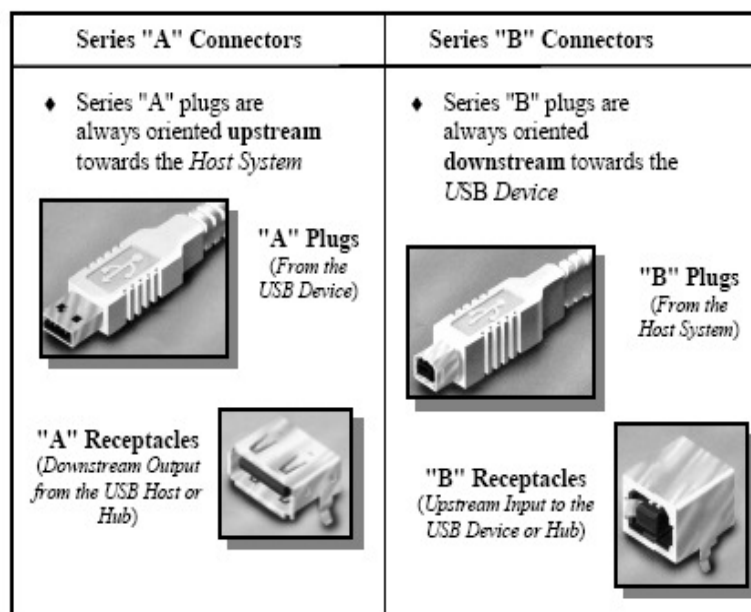 Series "A" Connectors
♦ Series "A" plugs are
always oriented upstream
towards the Host System
"A" Plugs
(From the
USB Device)
"A" Receptacles
(Downstream Output
from the USB Host or
Hub)
Series "B" Connectors
♦ Series "B" plugs are
always oriented
downstream towards the
USB Device
"B" Plugs
(From the
Host System)
"B" Receptacles
(Upstream Input to the
USB Device or Hub)